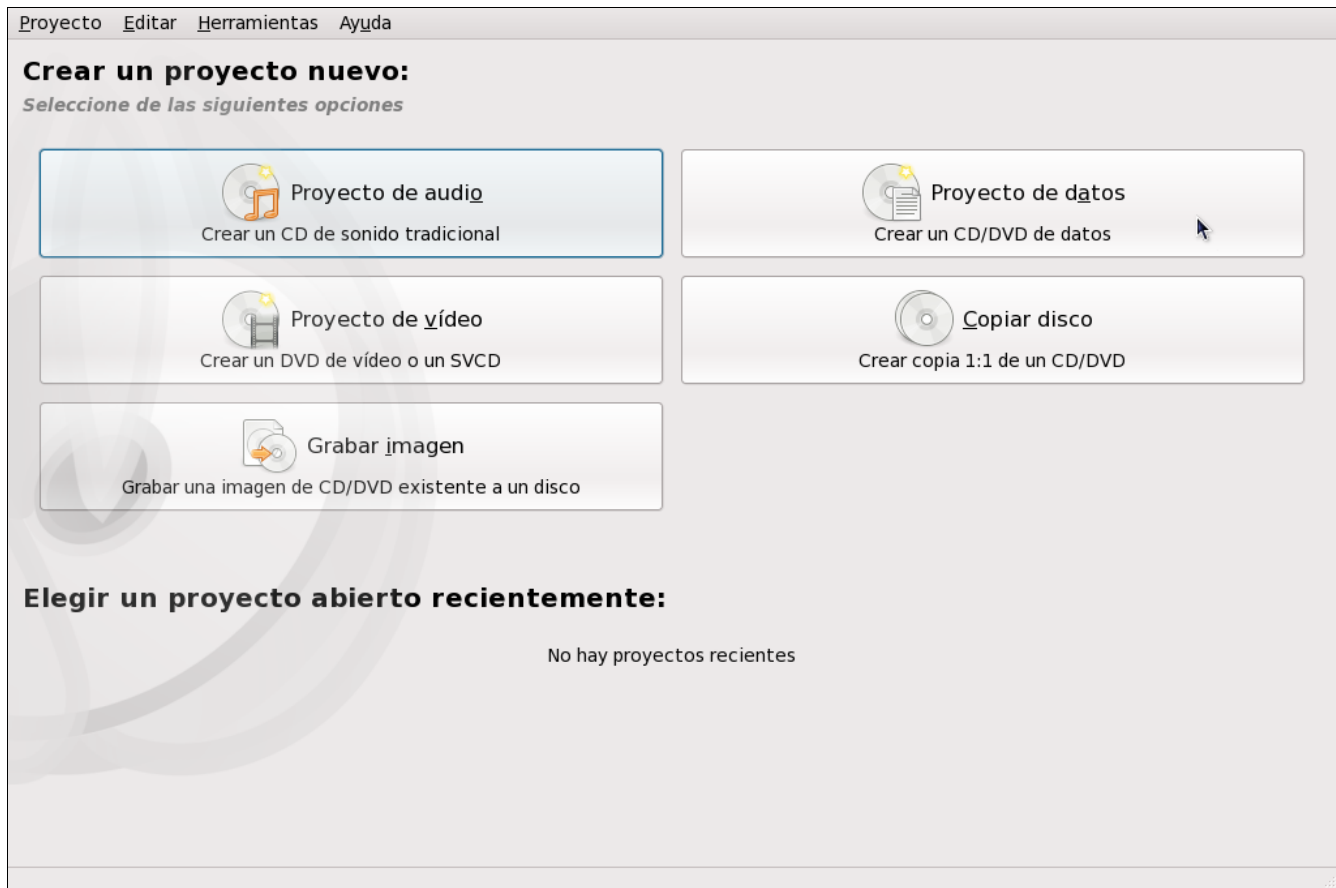 Proyecto Editar Herramientas Ayuda
Crear un proyecto nuevo:
Seleccione de las siguientes opciones
Proyecto de audio
Crear un CD de sonido tradicional
Proyecto de datos
Crear un CD/DVD de datos
Proyecto de vídeo
Crear un DVD de vídeo o un SVCD
Copiar disco
Crear copia 1:1 de un CD/DVD
Grabar imagen
Grabar una imagen de CD/DVD existente a un disco
Elegir un proyecto abierto recientemente:
No hay proyectos recientes